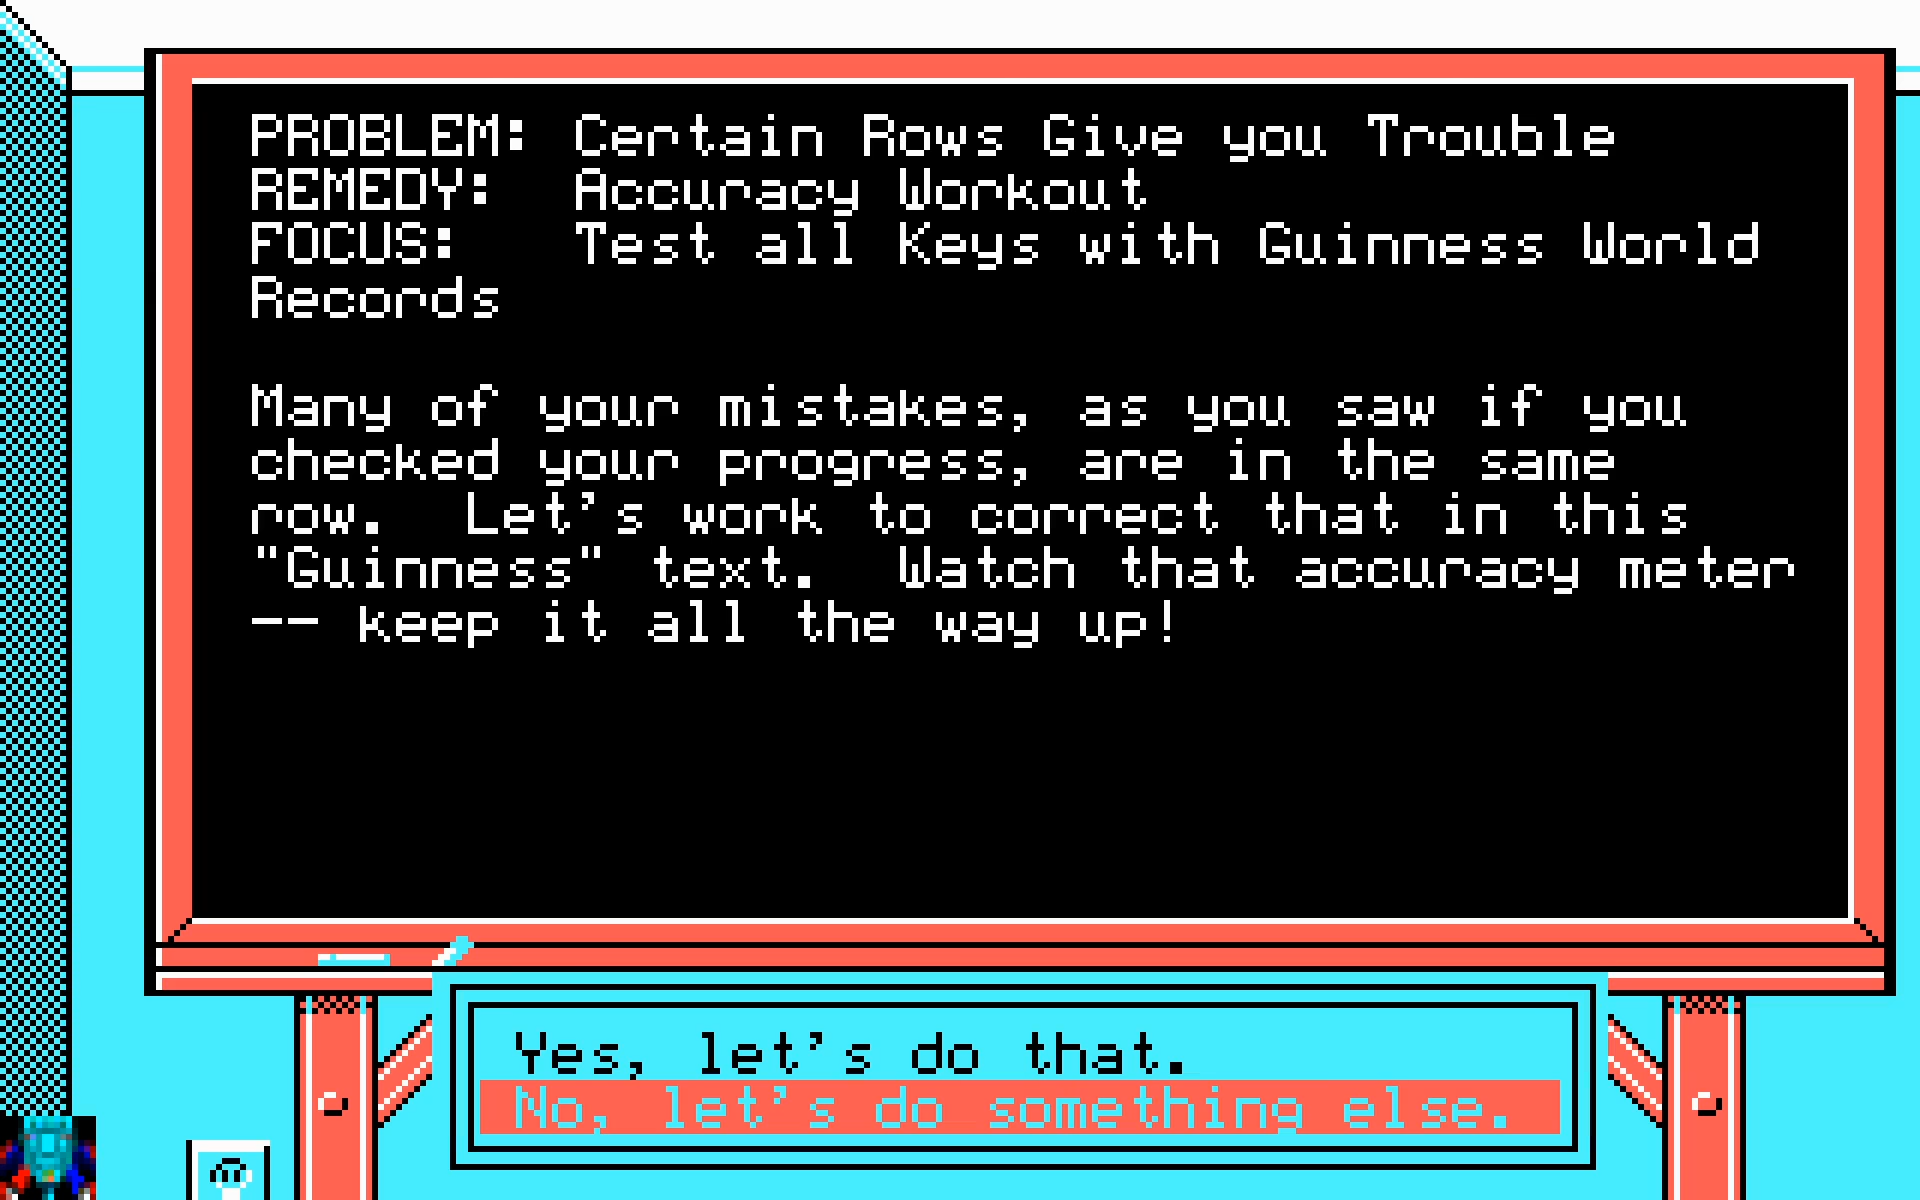 PROBLEM: Certain Rows Give you Trouble
REMEDY:  Accuracy Workout
FOCUS:   Test all Keys with Guinness World
Records
Many of your mistakes, as you saw if you
checked your progress, are in the same
row.  Let's work to correct that in this
"Guinness" text.  Watch that accuracy meter
-- keep it all the way up!
Yes, let's do that.
No, let's do something else.